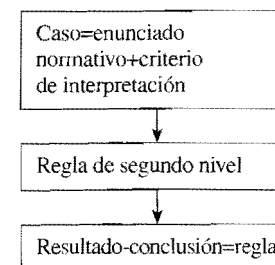 Caso=enunciado
normativo+criterio
de interpretación
Regla de segundo nivel
Resultado-conclusión=regla